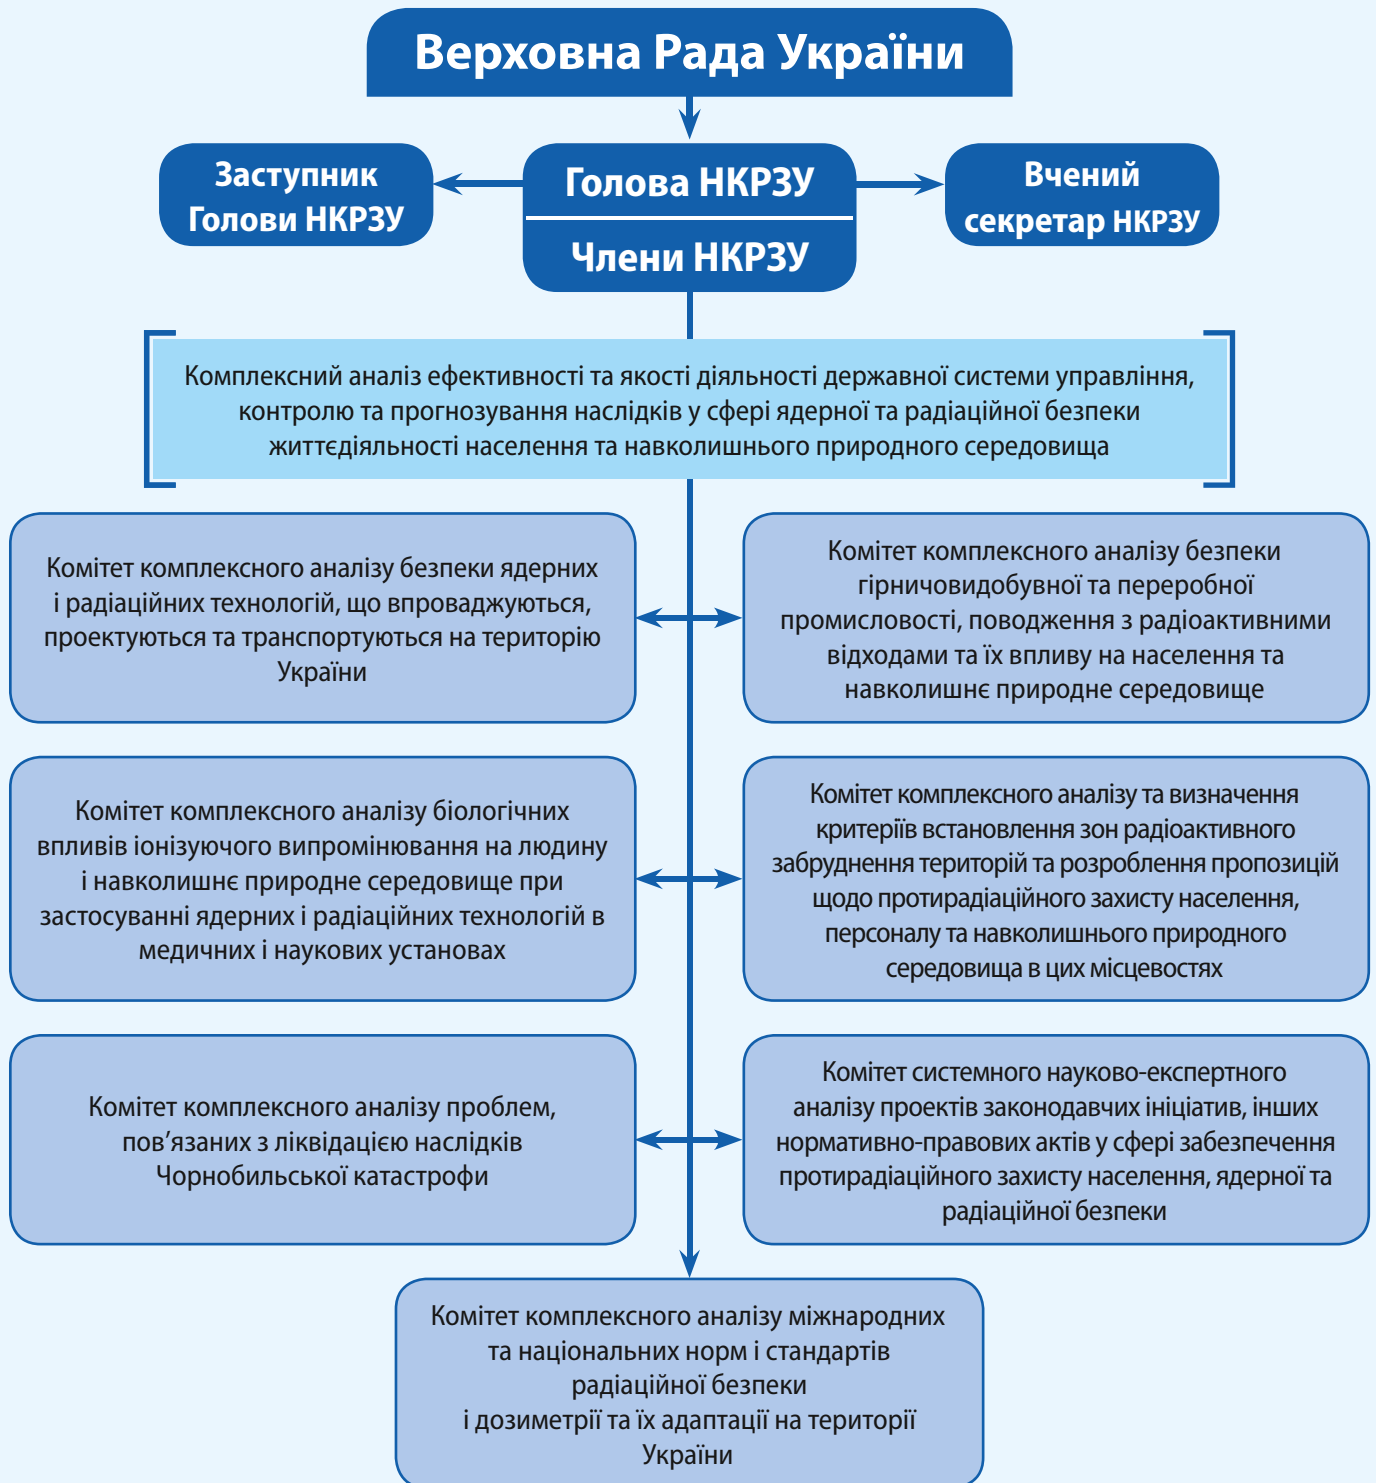 Верховна Рада України
Заступник
Голови НКРЗУ
Голова НКРЗУ
Члени НКРЗУ
Вчений
секретар НКРЗУ
Комплексний аналіз ефективності та якості діяльності державної системи управління,
контролю та прогнозування наслідків у сфері ядерної та радіаційної безпеки
життєдіяльності населення та навколишнього природного середовища
Комітет комплексного аналізу безпеки ядерних
і радіаційних технологій, що впроваджуються,
проектуються та транспортуються на територію
України
Комітет комплексного аналізу безпеки
гірничовидобувної та переробної
промисловості, поводження з радіоактивними
відходами та їх впливу на населення та
навколишнє природне середовище
Комітет комплексного аналізу біологічних
впливів іонізуючого випромінювання на людину
і навколишнє природне середовище при
застосуванні ядерних і радіаційних технологій в
медичних і наукових установах
Комітет комплексного аналізу та визначення
критеріїв встановлення зон радіоактивного
забруднення територій та розроблення пропозицій
щодо протирадіаційного захисту населення,
персоналу та навколишнього природного
середовища в цих місцевостях
Комітет комплексного аналізу проблем,
пов’язаних з ліквідацією наслідків
Чорнобильської катастрофи
Комітет системного науково-експертного
аналізу проектів законодавчих ініціатив, інших
нормативно-правових актів у сфері забезпечення
протирадіаційного захисту населення, ядерної та
радіаційної безпеки
Комітет комплексного аналізу міжнародних
та національних норм і стандартів
радіаційної безпеки
і дозиметрії та їх адаптації на території
України